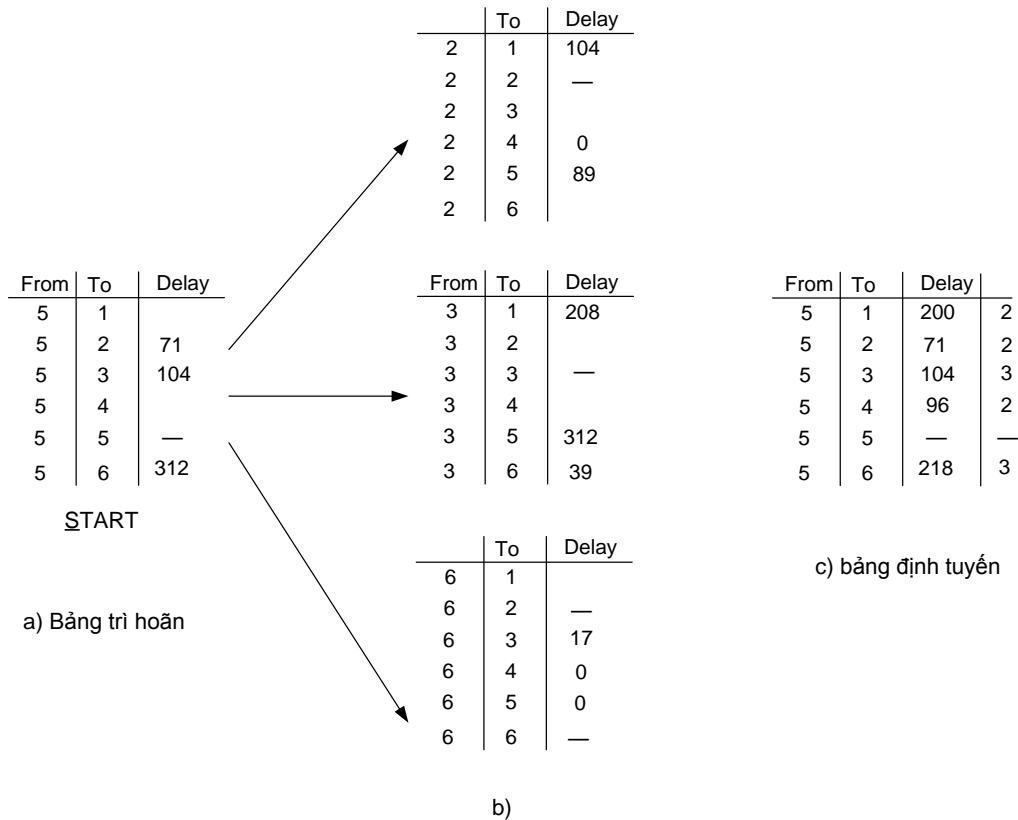 To Delay
2 1 104
2 2 —
2 3
2 4 0
2 5 89
2 6
From To Delay
5 1
5 2 71
5 3 104
5 4
5 5 —
5 6 312
START
a) Bảng trì hoãn
From To Delay
3 1 208
3 2
3 3 —
3 4
3 5 312
3 6 39
To Delay
6 1
6 2 —
6 3 17
6 4 0
6 5 0
6 6 —
b)
From To Delay
5 1 200 2
5 2 71 2
5 3 104 3
5 4 96 2
5 5 — —
5 6 218 3
c) bảng định tuyến